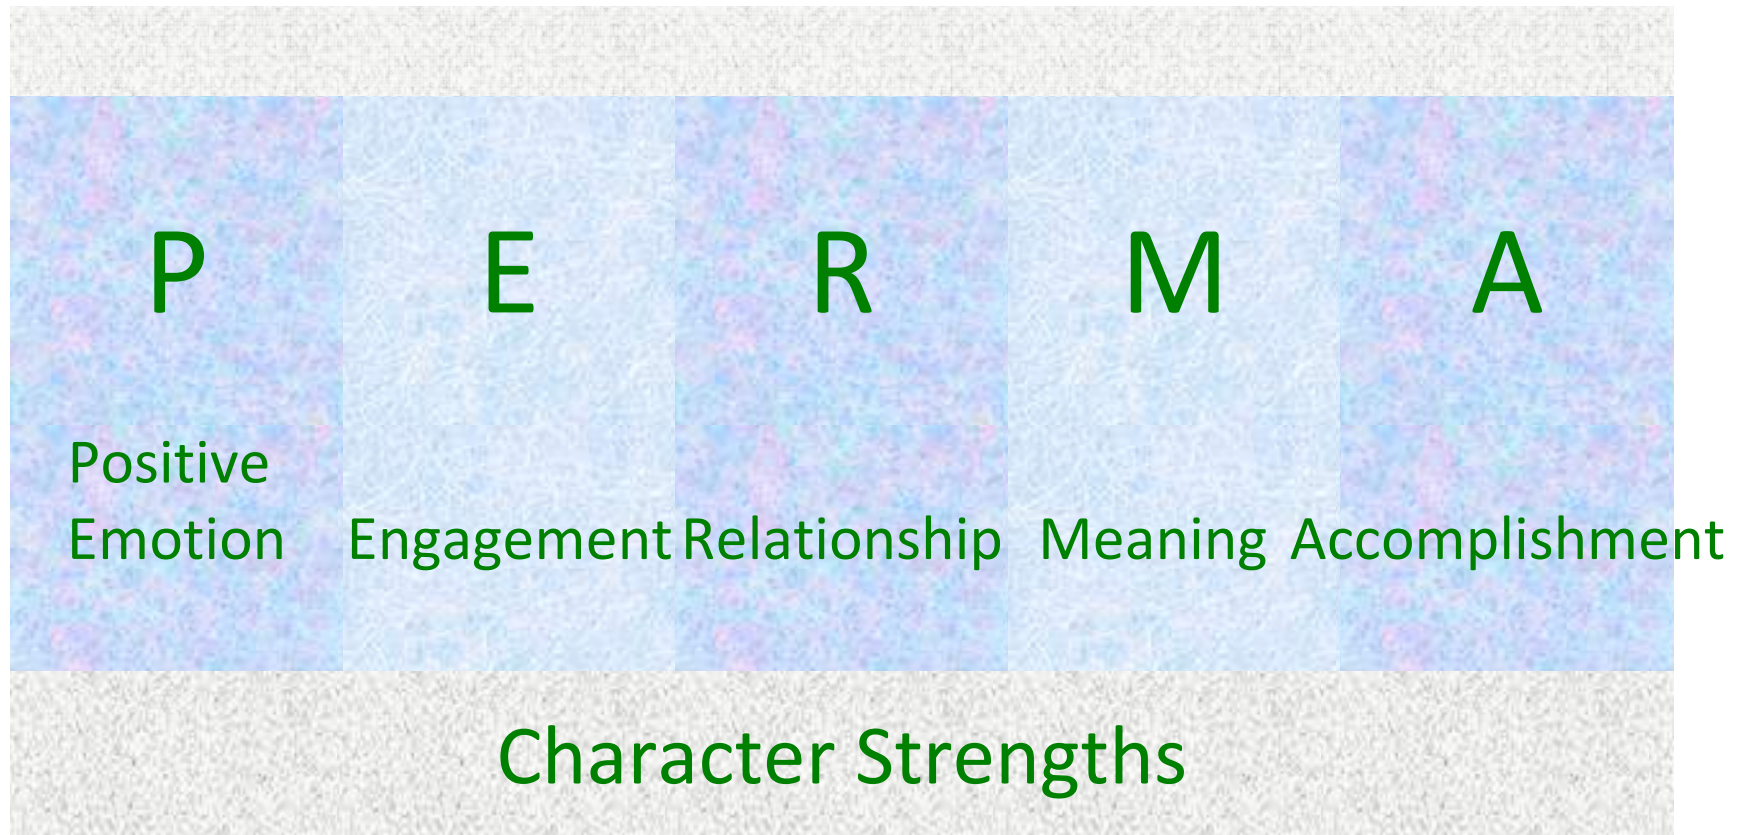 P E R M A
Positive
Emotion Engagement Relationship Meaning Accomplishment
Character Strengths